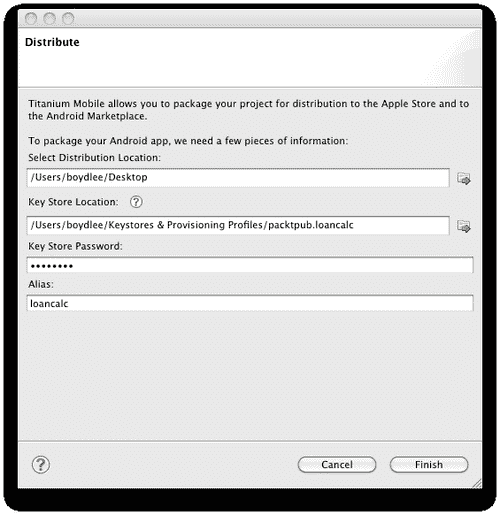 Distribute
Titanium Mobile allows you to package your project for distribution to the Apple Store and to
the Android Marketplace.
To package your Android app, we need a few pieces of information:
Select Distribution Location:
/Users/boydlee/Desktop
Key Store Location: ?
/Users/boydlee/Keystores & Provisioning Profiles/packtpub.loancalc
Key Store Password:
••••••••
Alias:
loancalc
? Cancel Finish